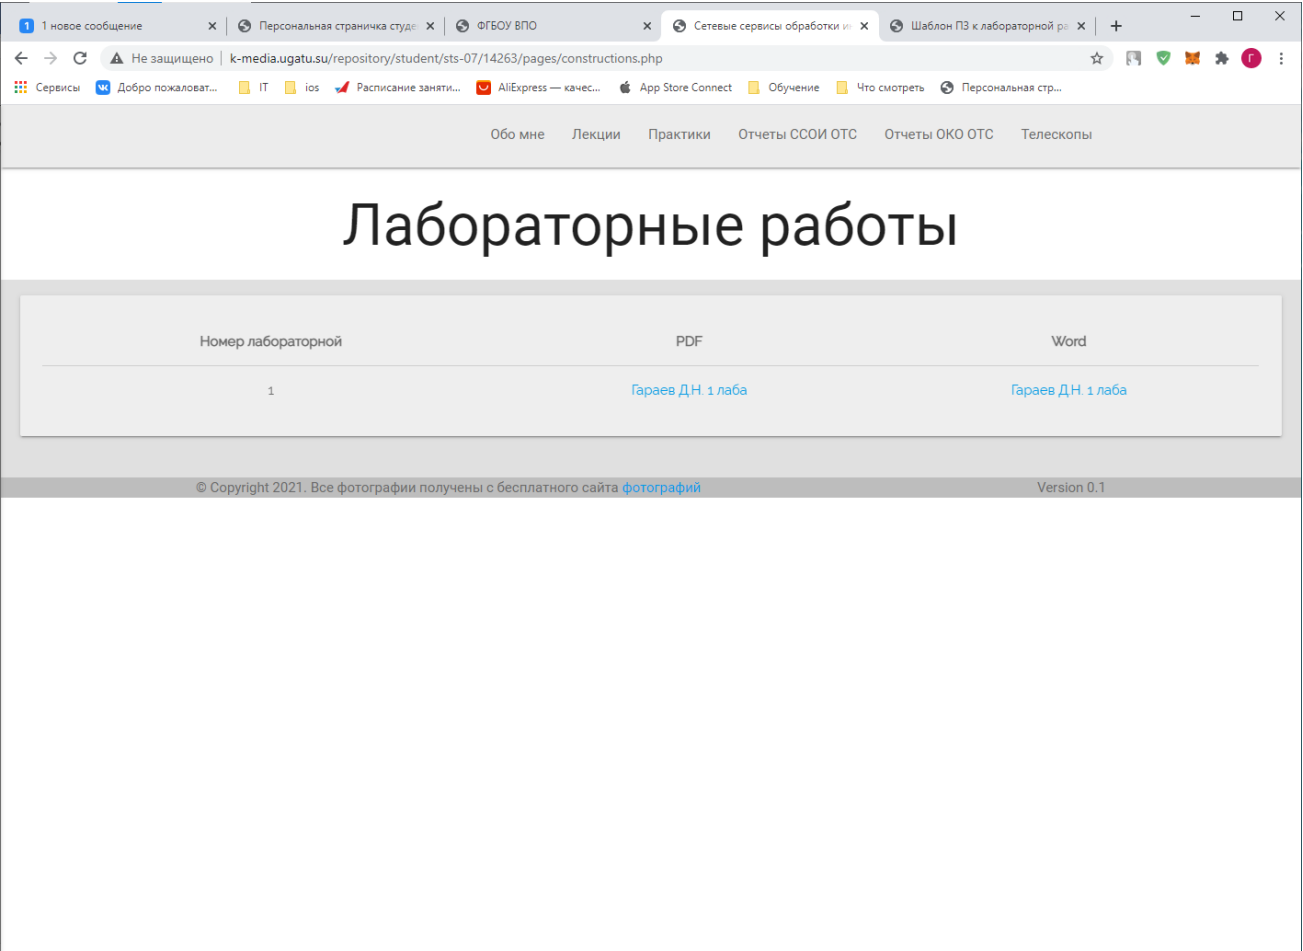 1 1 новое сообщение
Персональная страничка студе
ФГБОУ ВПО
Сетевые сервисы обработки и
Шаблон ПЗ к лабораторной ра
Не защищено | k-media.ugatu.su/repository/student/sts-07/14263/pages/constructions.php
Г
Сервисы Добро пожаловат... IT ios Расписание заняти... AliExpress — качес... App Store Connect Обучение Что смотреть Персональная стр...
Обо мне Лекции Практики Отчеты ССОИ ОТС Отчеты ОКО ОТС Телескопы
Лабораторные работы
Номер лабораторной PDF Word
1 Гараев Д.Н. 1 лаба Гараев Д.Н. 1 лаба
© Copyright 2021. Все фотографии получены с бесплатного сайта фотографий Version 0.1